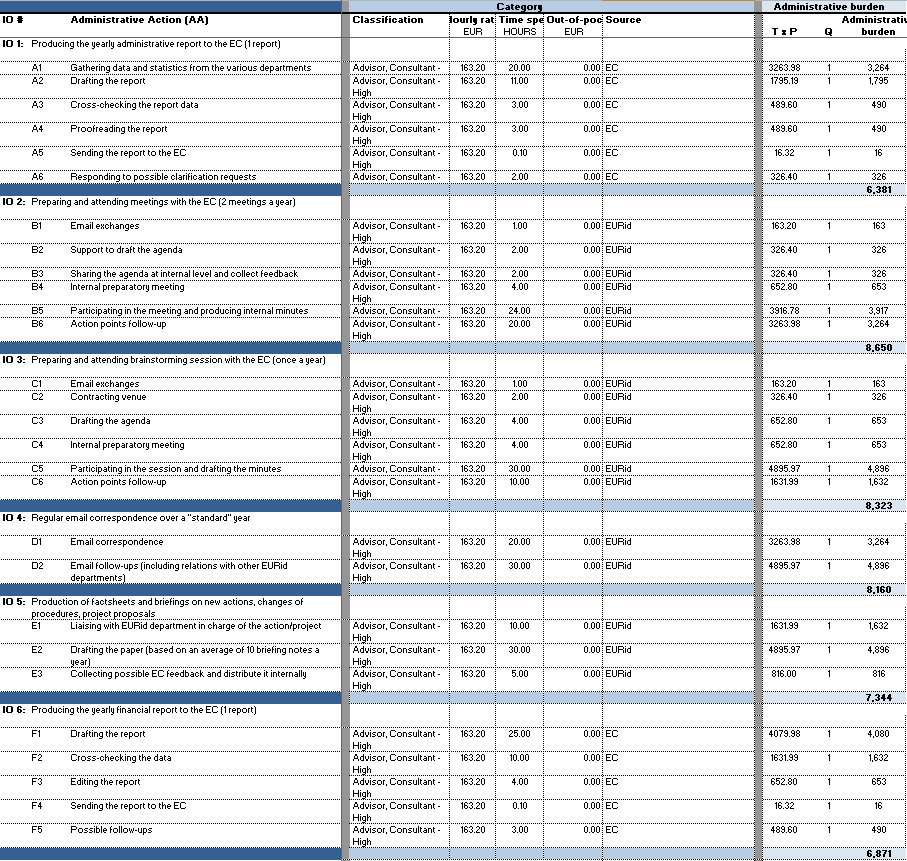 Category Administrative burden
IO # Administrative Action (AA) Classification Hourly rat Time spe Out-of-poc Source Administrativ
EUR HOURS EUR T x P Q burden
IO 1: Producing the yearly administrative report to the EC (1 report)
A1 Gathering data and statistics from the various departments Advisor, Consultant - 163.20 20.00 0.00 EC 3263.98 1 3,264
A2 Drafting the report Advisor, Consultant - 163.20 11.00 0.00 EC 1795.19 1 1,795
High
A3 Cross-checking the report data Advisor, Consultant - 163.20 3.00 0.00 EC 489.60 1 490
High
A4 Proofreading the report Advisor, Consultant - 163.20 3.00 0.00 EC 489.60 1 490
High
A5 Sending the report to the EC Advisor, Consultant - 163.20 0.10 0.00 EC 16.32 1 16
High
A6 Responding to possible clarification requests Advisor, Consultant - 163.20 2.00 0.00 EC 326.40 1 326
6,381
IO 2: Preparing and attending meetings with the EC (2 meetings a year)
B1 Email exchanges Advisor, Consultant - 163.20 1.00 0.00 EURid 163.20 1 163
High
B2 Support to draft the agenda Advisor, Consultant - 163.20 2.00 0.00 EURid 326.40 1 326
High
B3 Sharing the agenda at internal level and collect feedback Advisor, Consultant - 163.20 2.00 0.00 EURid 326.40 1 326
B4 Internal preparatory meeting Advisor, Consultant - 163.20 4.00 0.00 EURid 652.80 1 653
High
B5 Participating in the meeting and producing internal minutes Advisor, Consultant - 163.20 24.00 0.00 EURid 3916.78 1 3,917
B6 Action points follow-up Advisor, Consultant - 163.20 20.00 0.00 EURid 3263.98 1 3,264
High
8,650
IO 3: Preparing and attending brainstorming session with the EC (once a year)
C1 Email exchanges Advisor, Consultant - 163.20 1.00 0.00 EURid 163.20 1 163
C2 Contracting venue Advisor, Consultant - 163.20 2.00 0.00 EURid 326.40 1 326
High
C3 Drafting the agenda Advisor, Consultant - 163.20 4.00 0.00 EURid 652.80 1 653
High
C4 Internal preparatory meeting Advisor, Consultant - 163.20 4.00 0.00 EURid 652.80 1 653
High
C5 Participating in the session and drafting the minutes Advisor, Consultant - 163.20 30.00 0.00 EURid 4895.97 1 4,896
C6 Action points follow-up Advisor, Consultant - 163.20 10.00 0.00 EURid 1631.99 1 1,632
High
8,323
IO 4: Regular email correspondence over a "standard" year
D1 Email correspondence Advisor, Consultant - 163.20 20.00 0.00 EURid 3263.98 1 3,264
High
D2 Email follow-ups (including relations with other EURid Advisor, Consultant - 163.20 30.00 0.00 EURid 4895.97 1 4,896
departments) High
8,160
IO 5: Production of factsheets and briefings on new actions, changes of
procedures, project proposals
E1 Liaising with EURid department in charge of the action/project Advisor, Consultant - 163.20 10.00 0.00 EURid 1631.99 1 1,632
High
E2 Drafting the paper (based on an average of 10 briefing notes a Advisor, Consultant - 163.20 30.00 0.00 EURid 4895.97 1 4,896
year) High
E3 Collecting possible EC feedback and distribute it internally Advisor, Consultant - 163.20 5.00 0.00 EURid 816.00 1 816
High
7,344
IO 6: Producing the yearly financial report to the EC (1 report)
F1 Drafting the report Advisor, Consultant - 163.20 25.00 0.00 EC 4079.98 1 4,080
High
F2 Cross-checking the data Advisor, Consultant - 163.20 10.00 0.00 EC 1631.99 1 1,632
High
F3 Editing the report Advisor, Consultant - 163.20 4.00 0.00 EC 652.80 1 653
High
F4 Sending the report to the EC Advisor, Consultant - 163.20 0.10 0.00 EC 16.32 1 16
High
F5 Possible follow-ups Advisor, Consultant - 163.20 3.00 0.00 EC 489.60 1 490
High
6,871